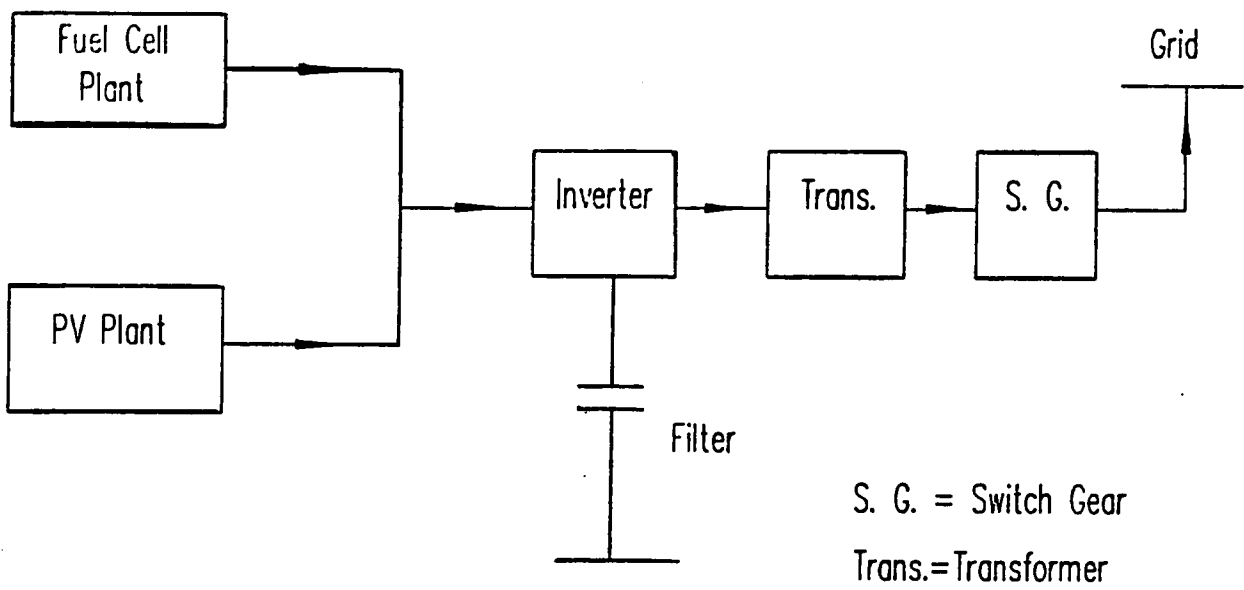 Fuel Cell
Plant
Grid
Inverter
Trans.
S. G.
PV Plant
Filter
S. G. = Switch Gear
Trans.=Transformer